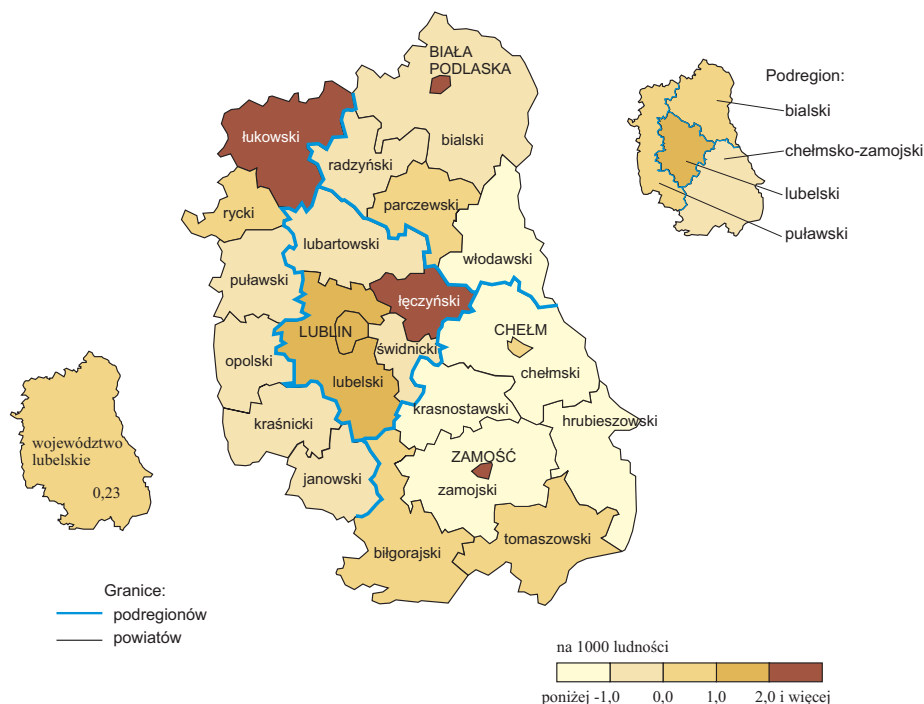 BIAŁA
PODLASKA
Podregion:
bialski
łukowski
bialski
radzyński
chełmsko-zamojski
parczewski
lubelski
rycki
puławski
lubartowski
włodawski
puławski
łęczyński
LUBLIN
CHEŁM
świdnicki
opolski
chełmski
lubelski
krasnostawski
hrubieszowski
kraśnicki
województwo
lubelskie
ZAMOŚĆ
janowski
zamojski
0,23
tomaszowski
biłgorajski
Granice:
podregionów
powiatów
na 1000 ludności
poniżej -1,0 0,0 1,0 2,0 i więcej